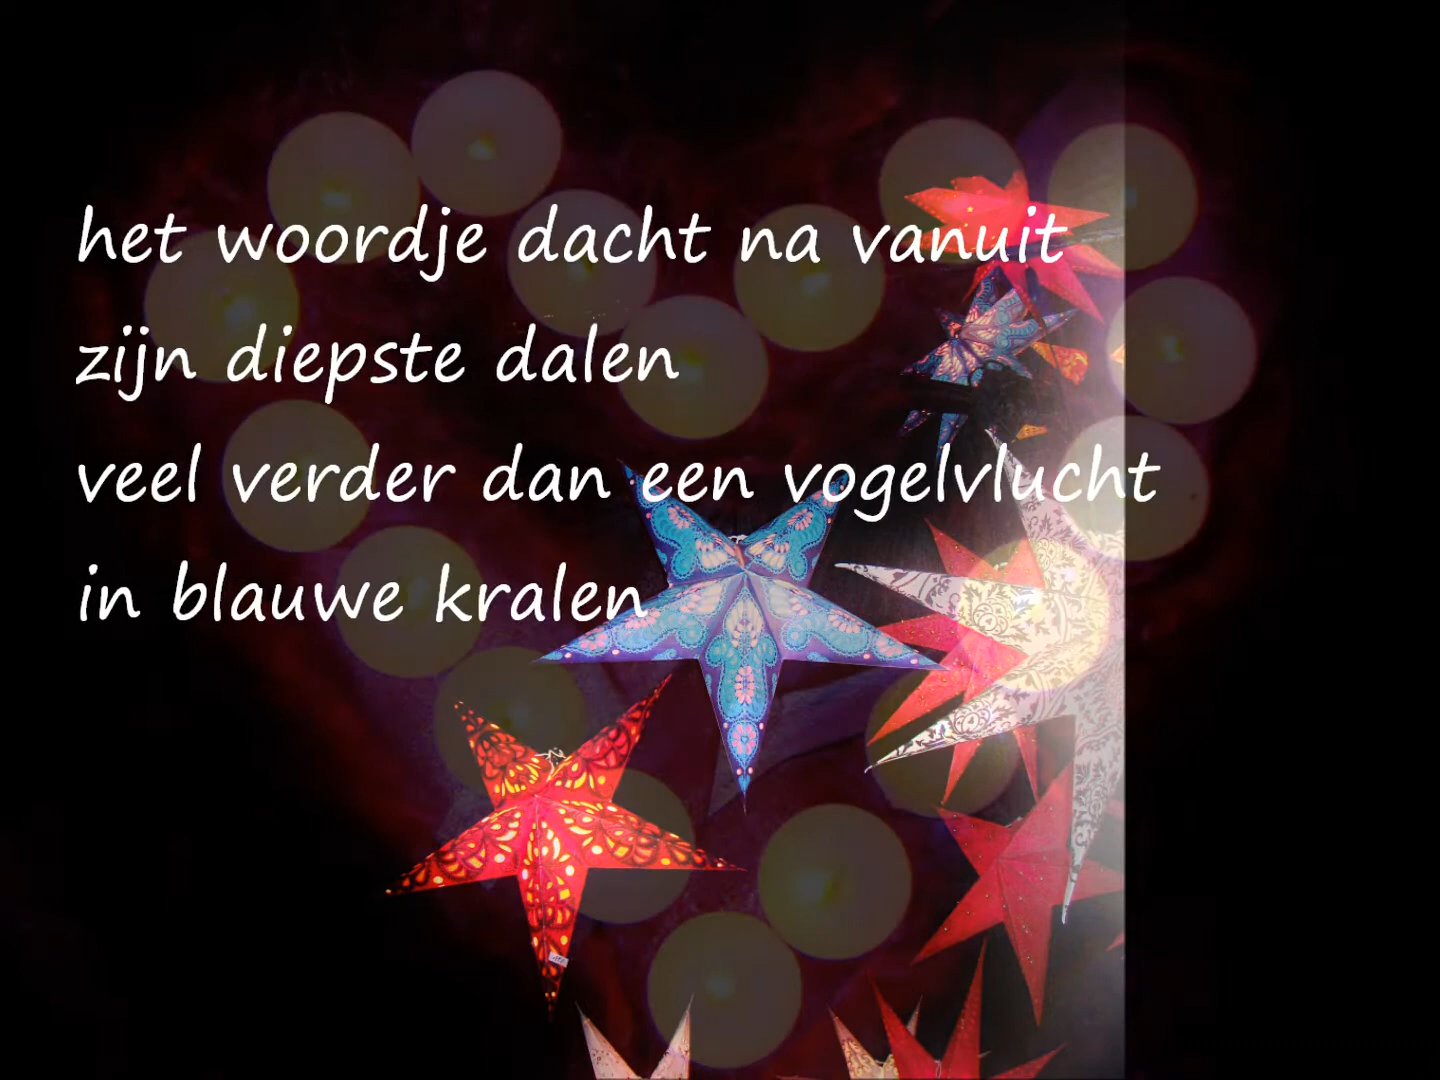 het woordje dacht na vanuit
zijn diepste dalen
veel verder dan een vogelvlucht
in blauwe kralen